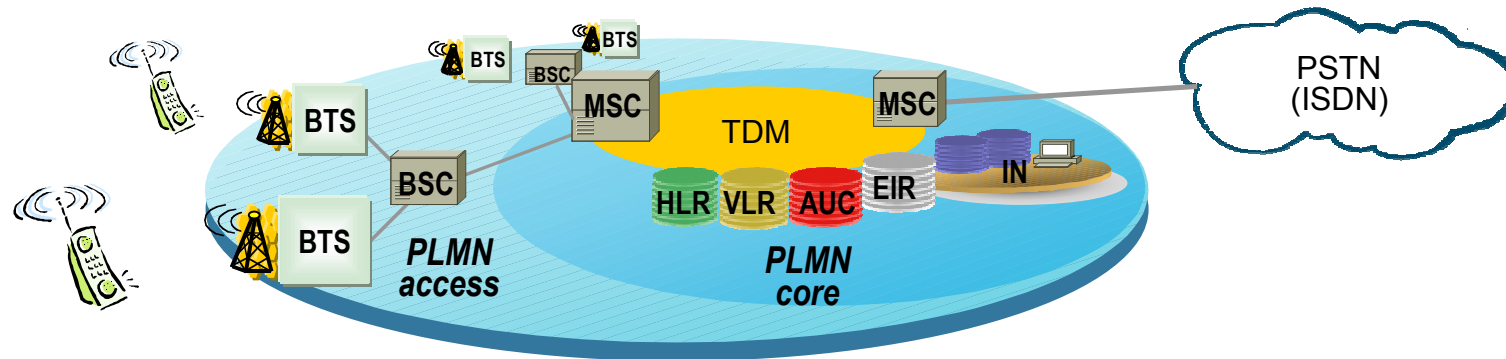 BTS
BTS
BSC
MSC
MSC
PSTN
(ISDN)
BTS
TDM
BSC
HLR
VLR
AUC
EIR
IN
BTS
PLMN
access
PLMN
core